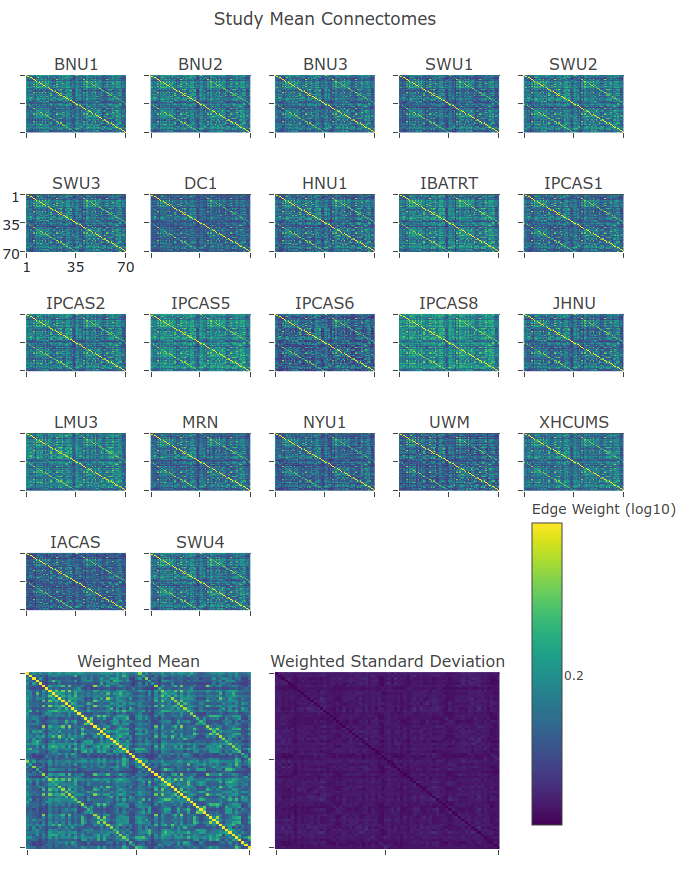 Study Mean Connectomes
BNU1 BNU2 BNU3 SWU1 SWU2
SWU3 DC1 HNU1 IBATRT IPCAS1
1
35
70
1 35 70
IPCAS2 IPCAS5 IPCAS6 IPCAS8 JHNU
LMU3 MRN NYU1 UWM XHCUMS
Edge Weight (log10)
0.2
IACAS SWU4
Weighted Mean Weighted Standard Deviation